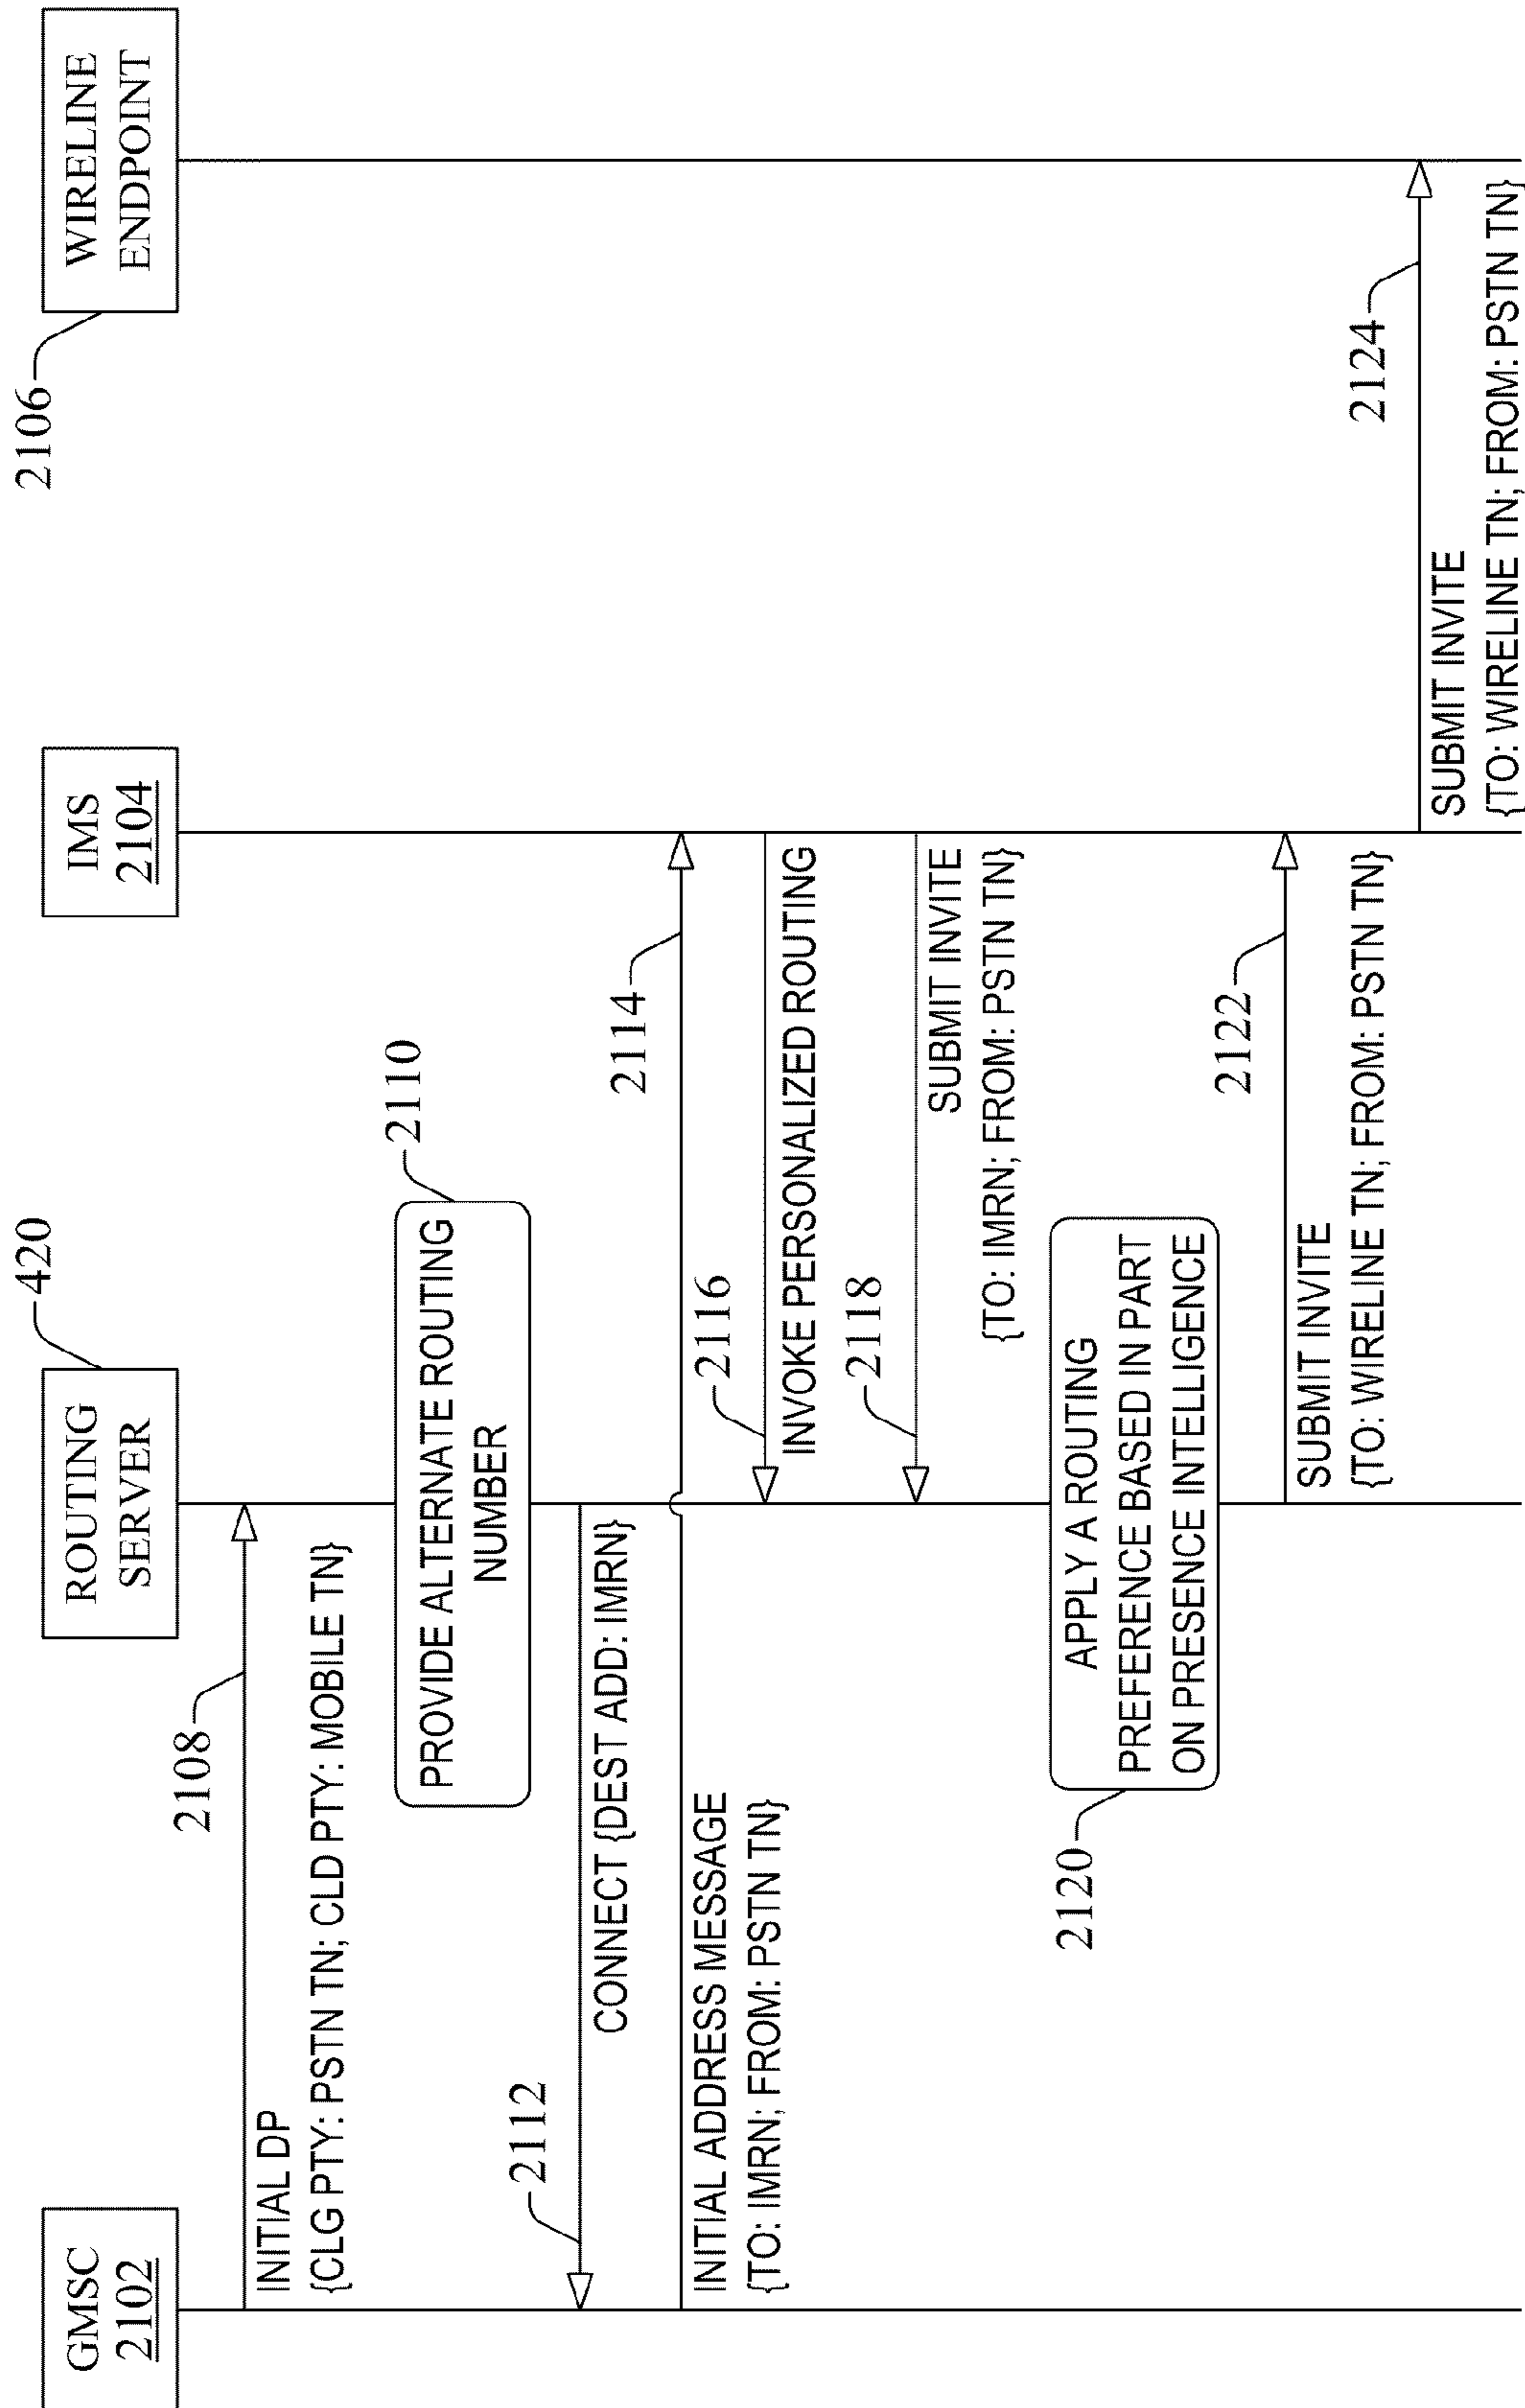 GMSC
2102
ROUTING
SERVER
420
IMS
2104
WIRELINE
ENDPOINT
2106
2108
INITIAL DP
{CLG PTY: PSTN TN; CLD PTY: MOBILE TN}
PROVIDE ALTERNATE ROUTING
NUMBER
2110
2112
CONNECT {DEST ADD: IMRN}
2114
INITIAL ADDRESS MESSAGE
{TO: IMRN; FROM: PSTN TN}
2116
INVOKE PERSONALIZED ROUTING
2118
SUBMIT INVITE
{TO: IMRN; FROM: PSTN TN}
APPLY A ROUTING
PREFERENCE BASED IN PART
ON PRESENCE INTELLIGENCE
2120
2122
SUBMIT INVITE
{TO: WIRELINE TN; FROM: PSTN TN}
2124
SUBMIT INVITE
{TO: WIRELINE TN; FROM: PSTN TN}